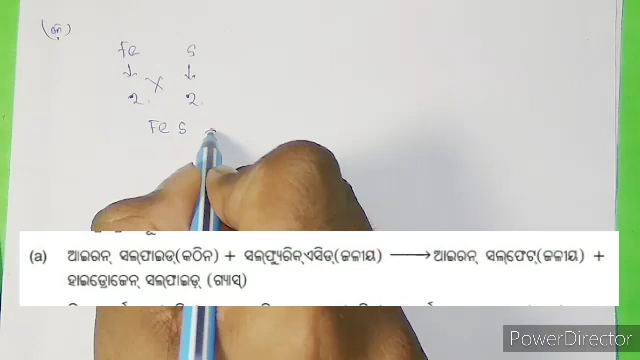 (କ)
Fe S
2 2
Fe S
(a) ଆଇରନ୍ ସଲ୍‌ଫାଇଡ୍(କଠିନ) + ସଲ୍‌ଫ୍ୟୁରିକ୍‌ଏସିଡ୍(ଜଳୀୟ) ⟶ ଆଇରନ୍ ସଲ୍‌ଫେଟ୍(ଜଳୀୟ) +
ହାଇଡ୍ରୋଜେନ୍ ସଲ୍‌ଫାଇଡ୍ (ଗ୍ୟାସ୍)
PowerDirector